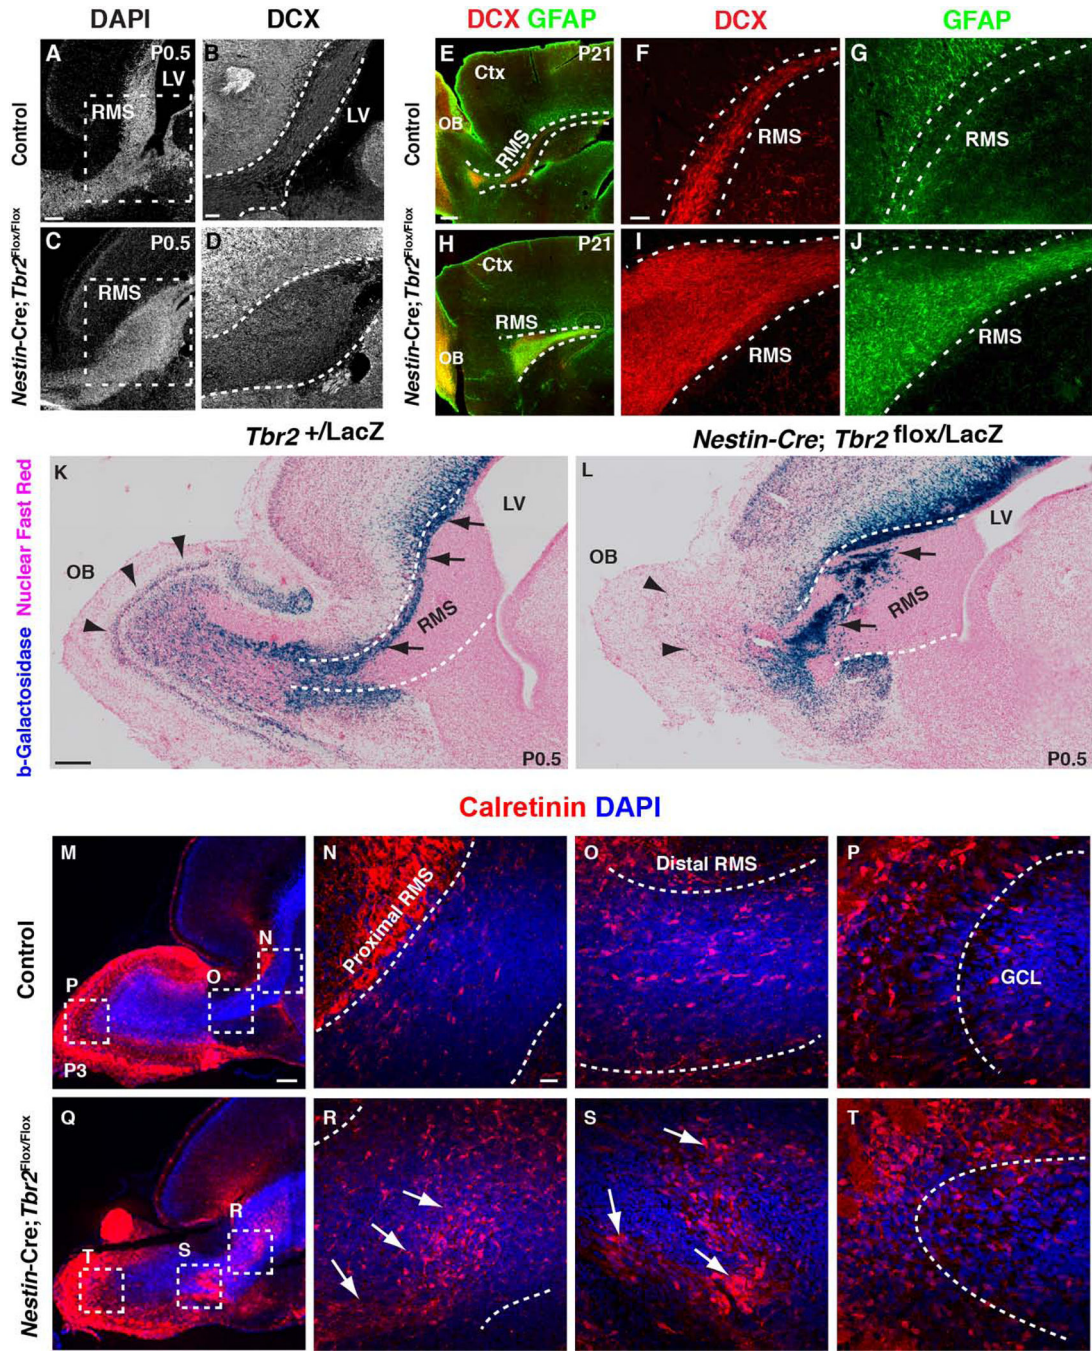 DAPI DCX DCX GFAP DCX GFAP
Control
A P0.5 LV RMS
B LV
Control
E P21 Ctx OB RMS
F RMS
G RMS
Nestin-Cre;Tbr2Flox/Flox
C P0.5 RMS
D
Nestin-Cre;Tbr2Flox/Flox
H P21 Ctx RMS OB
I RMS
J RMS
Tbr2 +/LacZ
Nestin-Cre; Tbr2 flox/LacZ
b-Galactosidase Nuclear Fast Red
K LV OB RMS P0.5
L LV OB RMS P0.5
Calretinin DAPI
Control
M N P O P3
N Proximal RMS
O Distal RMS
P GCL
Nestin-Cre;Tbr2Flox/Flox
Q R S T
R
S
T